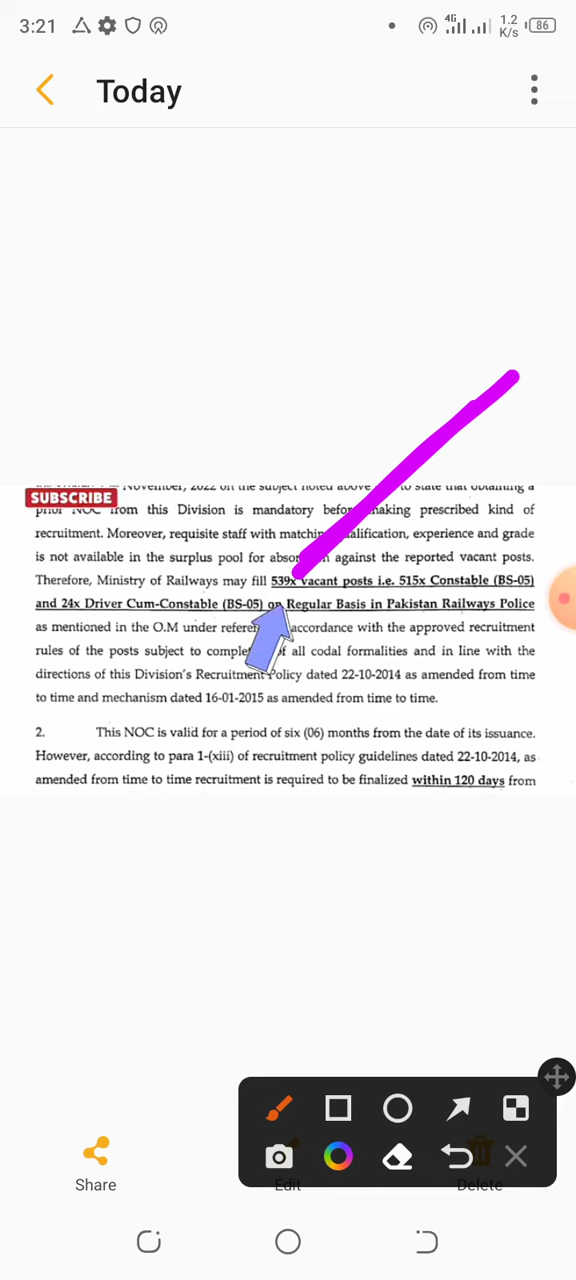 3:21 4G 1.2 K/s 86
Today
November, 2022 on the subject noted above to state that obtaining a
SUBSCRIBE
prior NOC from this Division is mandatory before making prescribed kind of
recruitment. Moreover, requisite staff with matching qualification, experience and grade
is not available in the surplus pool for absorption against the reported vacant posts.
Therefore, Ministry of Railways may fill 539x vacant posts i.e. 515x Constable (BS-05)
and 24x Driver Cum-Constable (BS-05) on Regular Basis in Pakistan Railways Police
as mentioned in the O.M under accordance with the approved recruitment
rules of the posts subject to of all codal formalities and in line with the
directions of this Division's Recruitment Policy dated 22-10-2014 as amended from time
to time and mechanism dated 16-01-2015 as amended from time to time.
2. This NOC is valid for a period of six (06) months from the date of its issuance.
However, according to para 1-(xiii) of recruitment policy guidelines dated 22-10-2014, as
amended from time to time recruitment is required to be finalized within 120 days from
Share Edit Delete